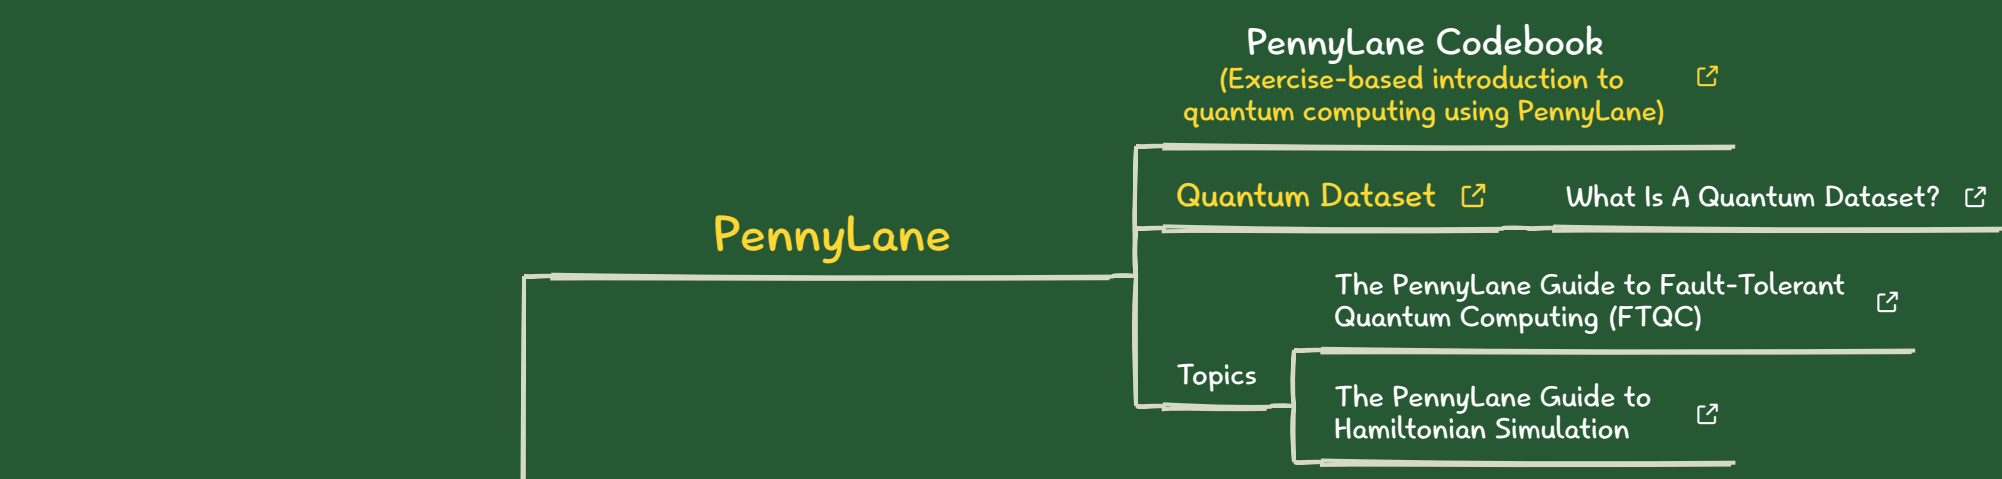 PennyLane Codebook
(Exercise-based introduction to
quantum computing using PennyLane)
Quantum Dataset
What Is A Quantum Dataset?
PennyLane
The PennyLane Guide to Fault-Tolerant
Quantum Computing (FTQC)
Topics
The PennyLane Guide to
Hamiltonian Simulation